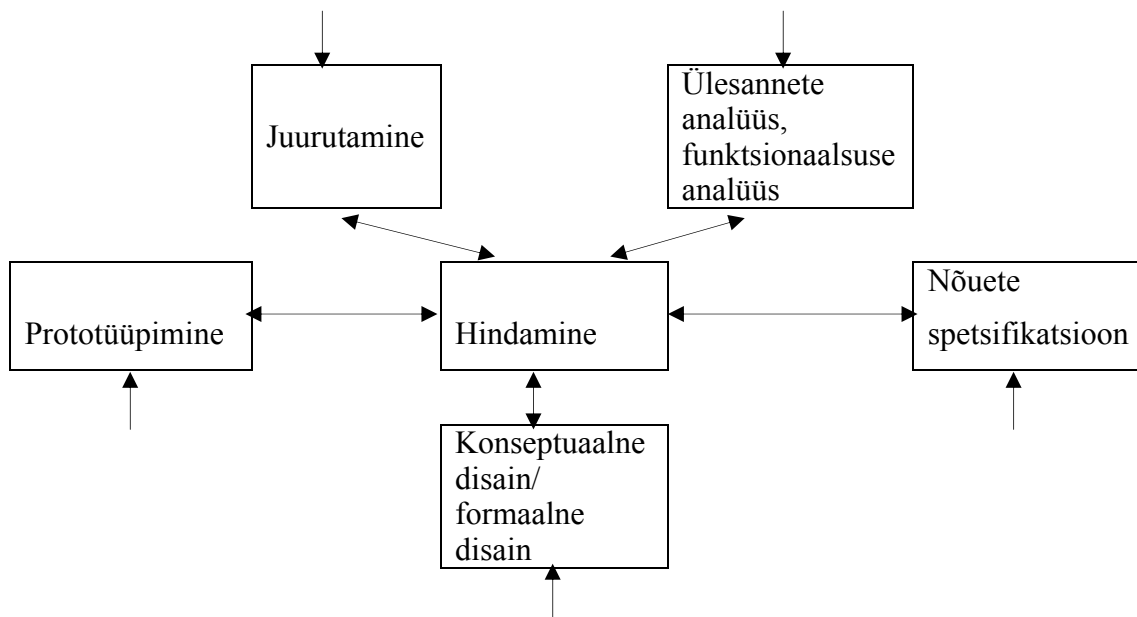 Juurutamine
Ülesannete
analüüs,
funktsionaalsuse
analüüs
Prototüüpimine
Hindamine
Nõuete
spetsifikatsioon
Konseptuaalne
disain/
formaalne
disain